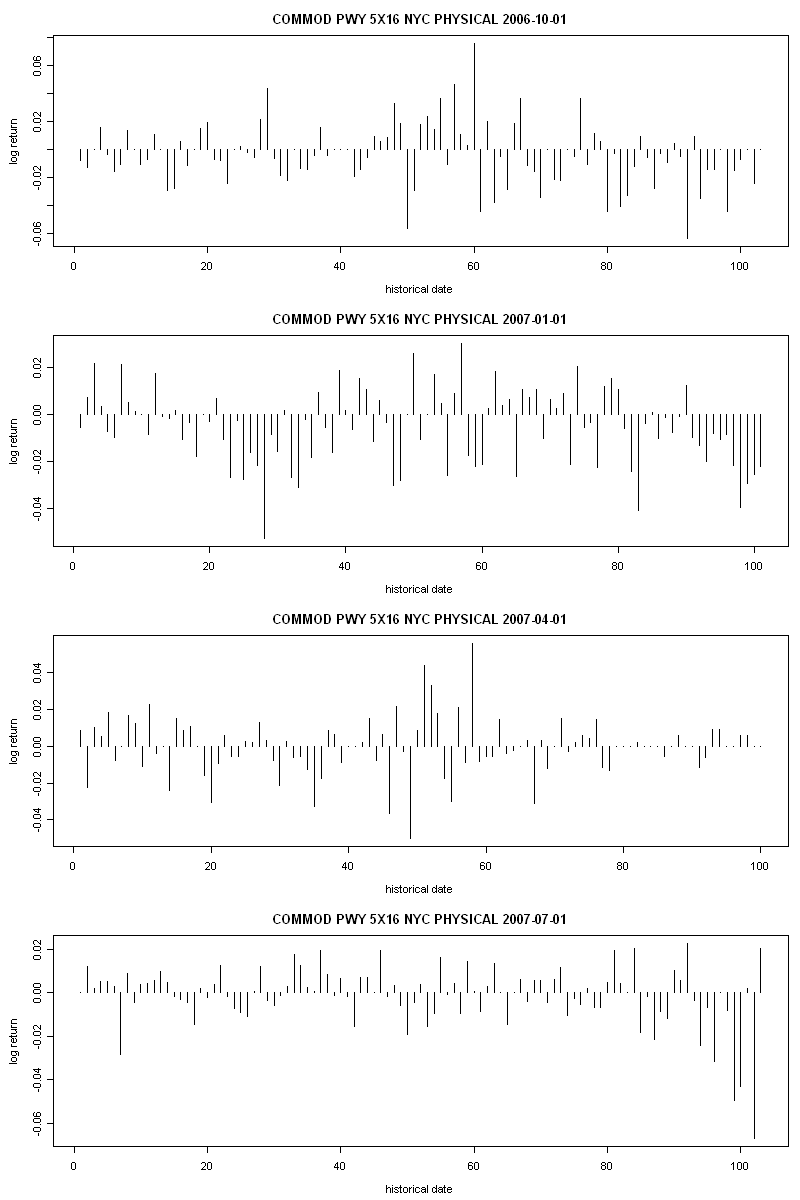 COMMOD PWY 5X16 NYC PHYSICAL 2006-10-01
log return
0.06
0.02
-0.02
-0.06
0 20 40 60 80 100
historical date
COMMOD PWY 5X16 NYC PHYSICAL 2007-01-01
log return
0.02
0.00
-0.02
-0.04
0 20 40 60 80 100
historical date
COMMOD PWY 5X16 NYC PHYSICAL 2007-04-01
log return
0.04
0.02
0.00
-0.02
-0.04
0 20 40 60 80 100
historical date
COMMOD PWY 5X16 NYC PHYSICAL 2007-07-01
log return
0.02
0.00
-0.02
-0.04
-0.06
0 20 40 60 80 100
historical date